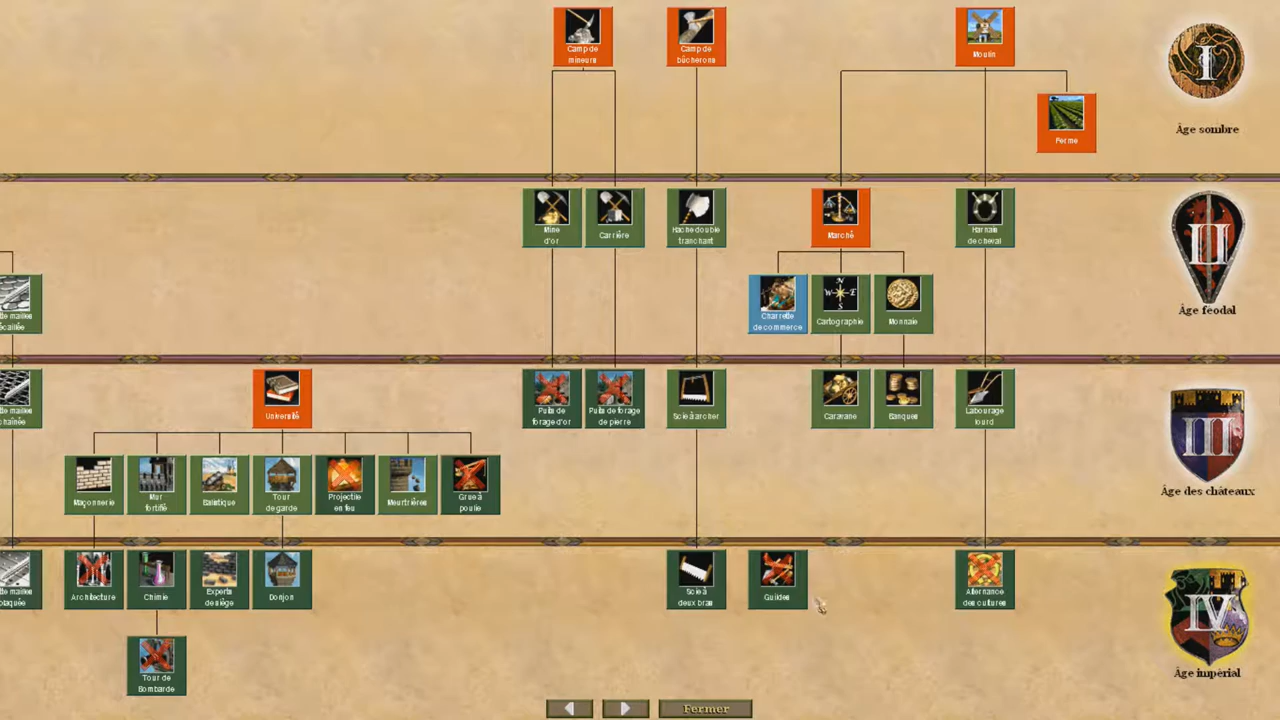 Camp de
mineurs
Camp de
bûcherons
Moulin
Ferme
I
Âge sombre
Mine
d'or
Carrière
Hache double
tranchant
Marché
Harnais
de cheval
II
Âge féodal
Charrette
de commerce
N
W E
S
Cartographie
Monnaie
Université
Puits de
forage d'or
Puits de forage
de pierre
Scie à archer
Caravane
Banques
Labourage
lourd
III
Âge des châteaux
Maçonnerie
Mur
fortifié
Balistique
Tour
de garde
Projectile
en feu
Meurtrières
Grue à
poulie
Architecture
Chimie
Experts
de siège
Donjon
Scie à
deux bras
Guildes
Alternance
des cultures
IV
Âge impérial
Tour de
Bombarde
Fermer